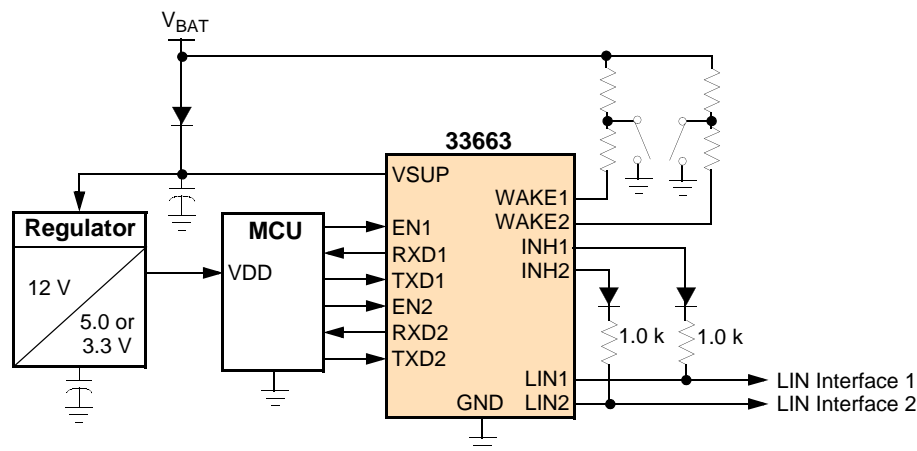 VBAT
33663
VSUP
WAKE1
WAKE2
INH1
INH2
EN1
RXD1
TXD1
EN2
RXD2
TXD2
LIN1
LIN2
GND
Regulator
12 V
5.0 or
3.3 V
MCU
VDD
1.0 k
1.0 k
LIN Interface 1
LIN Interface 2